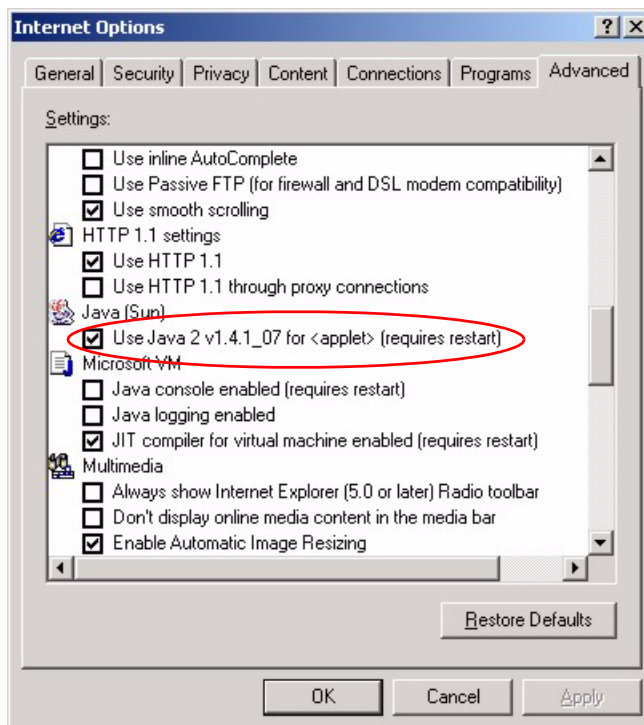 Internet Options
General Security Privacy Content Connections Programs Advanced
Settings:
Use inline AutoComplete
Use Passive FTP (for firewall and DSL modem compatibility)
Use smooth scrolling
HTTP 1.1 settings
Use HTTP 1.1
Use HTTP 1.1 through proxy connections
Java (Sun)
Use Java 2 v1.4.1_07 for <applet> (requires restart)
Microsoft VM
Java console enabled (requires restart)
Java logging enabled
JIT compiler for virtual machine enabled (requires restart)
Multimedia
Always show Internet Explorer (5.0 or later) Radio toolbar
Don't display online media content in the media bar
Enable Automatic Image Resizing
Restore Defaults
OK Cancel Apply